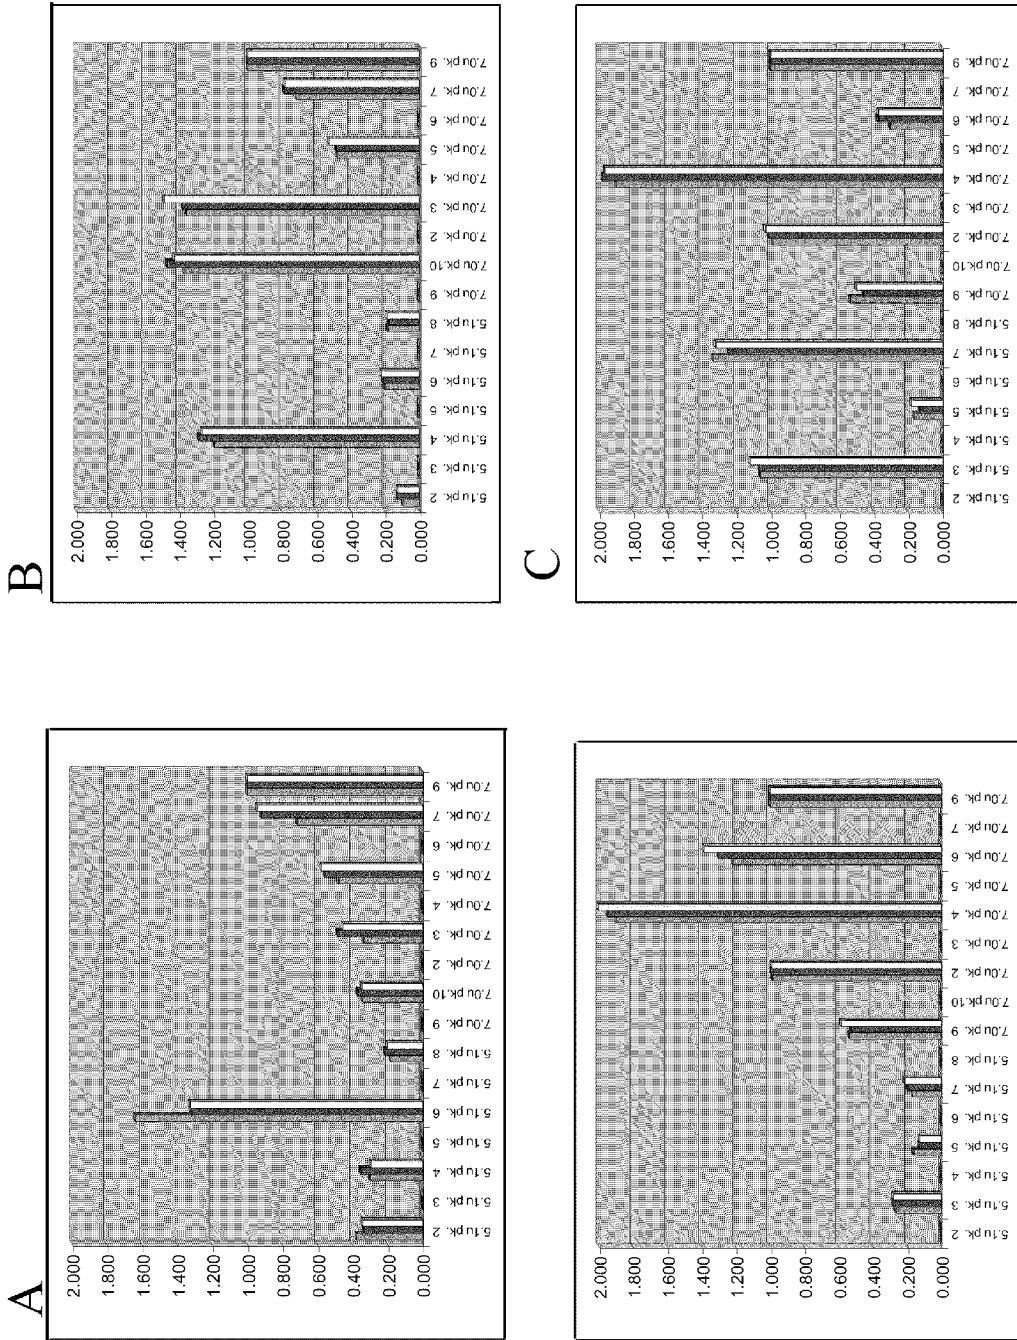 B
2.000
1.800
1.600
1.400
1.200
1.000
0.800
0.600
0.400
0.200
0.000
5.1u pk. 2
5.1u pk. 3
5.1u pk. 4
5.1u pk. 5
5.1u pk. 6
5.1u pk. 7
5.1u pk. 8
7.0u pk. 9
7.0u pk.10
7.0u pk. 2
7.0u pk. 3
7.0u pk. 4
7.0u pk. 5
7.0u pk. 6
7.0u pk. 7
7.0u pk. 9
C
2.000
1.800
1.600
1.400
1.200
1.000
0.800
0.600
0.400
0.200
0.000
5.1u pk. 2
5.1u pk. 3
5.1u pk. 4
5.1u pk. 5
5.1u pk. 6
5.1u pk. 7
5.1u pk. 8
7.0u pk. 9
7.0u pk.10
7.0u pk. 2
7.0u pk. 3
7.0u pk. 4
7.0u pk. 5
7.0u pk. 6
7.0u pk. 7
7.0u pk. 9
A
2.000
1.800
1.600
1.400
1.200
1.000
0.800
0.600
0.400
0.200
0.000
5.1u pk. 2
5.1u pk. 3
5.1u pk. 4
5.1u pk. 5
5.1u pk. 6
5.1u pk. 7
5.1u pk. 8
7.0u pk. 9
7.0u pk.10
7.0u pk. 2
7.0u pk. 3
7.0u pk. 4
7.0u pk. 5
7.0u pk. 6
7.0u pk. 7
7.0u pk. 9
2.000
1.800
1.600
1.400
1.200
1.000
0.800
0.600
0.400
0.200
0.000
5.1u pk. 2
5.1u pk. 3
5.1u pk. 4
5.1u pk. 5
5.1u pk. 6
5.1u pk. 7
5.1u pk. 8
7.0u pk. 9
7.0u pk.10
7.0u pk. 2
7.0u pk. 3
7.0u pk. 4
7.0u pk. 5
7.0u pk. 6
7.0u pk. 7
7.0u pk. 9